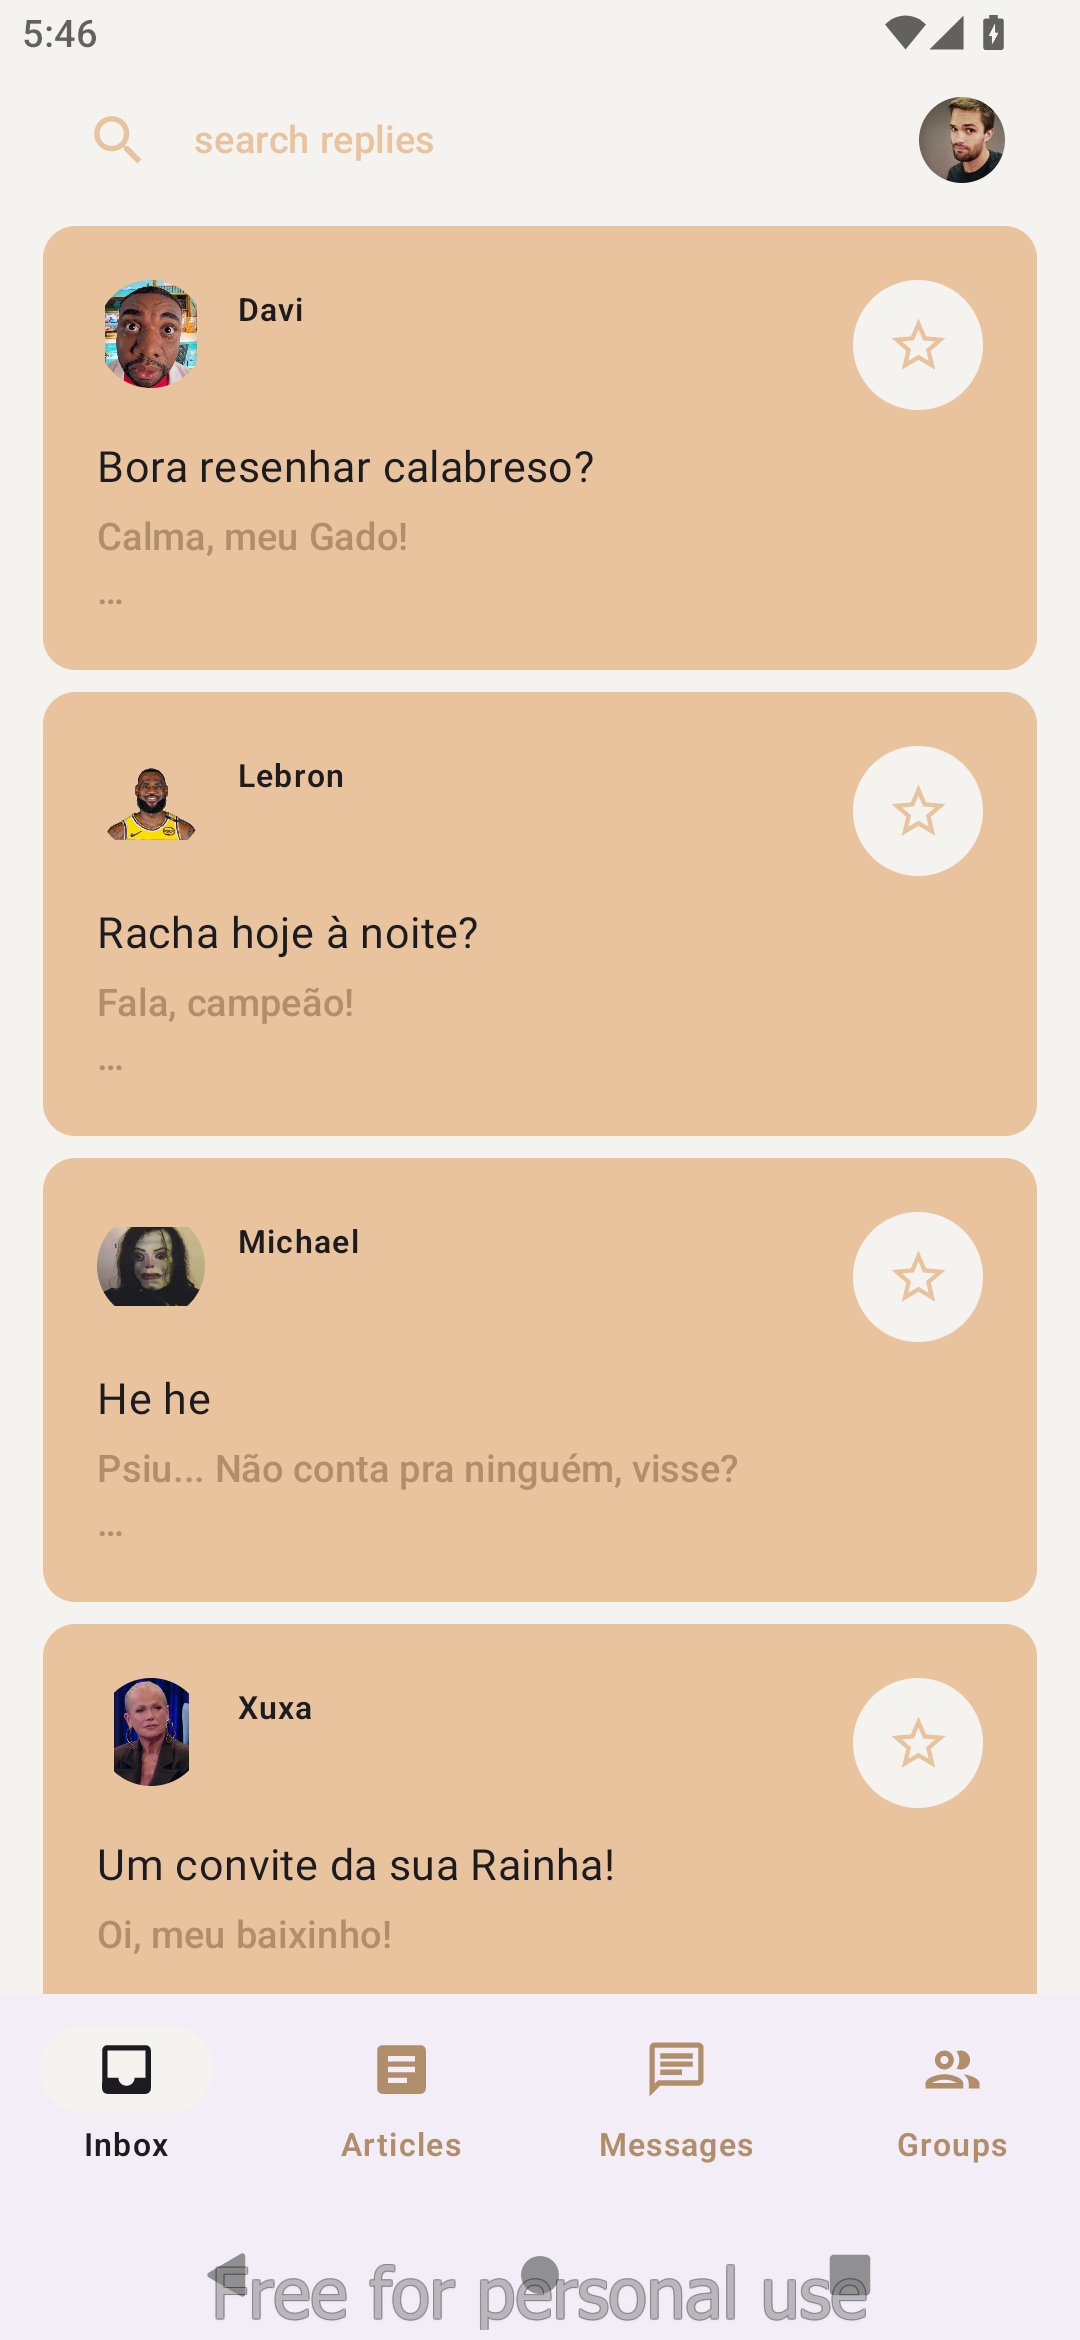 5:46
search replies
Davi
Bora resenhar calabreso?
Calma, meu Gado!
...
Lebron
Racha hoje à noite?
Fala, campeão!
...
Michael
He he
Psiu... Não conta pra ninguém, visse?
...
Xuxa
Um convite da sua Rainha!
Oi, meu baixinho!
Inbox Articles Messages Groups
Free for personal use